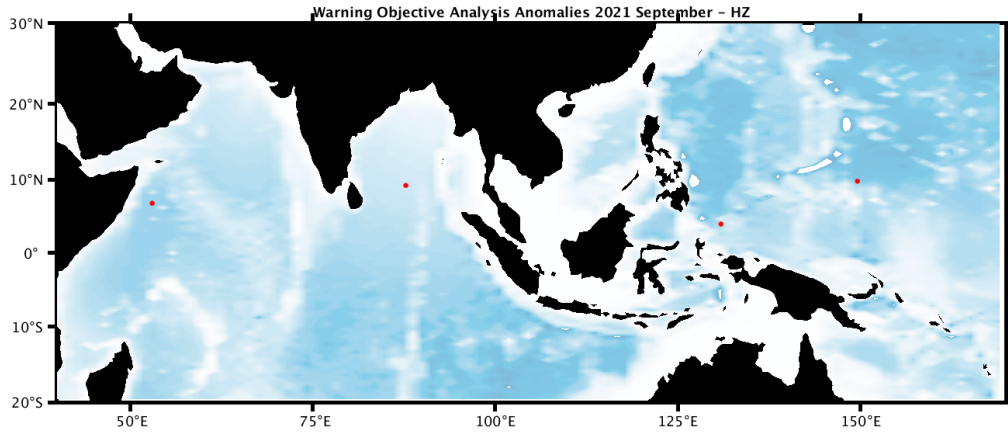 Warning Objective Analysis Anomalies 2021 September – HZ
30°N
20°N
10°N
0°
10°S
20°S
50°E 75°E 100°E 125°E 150°E